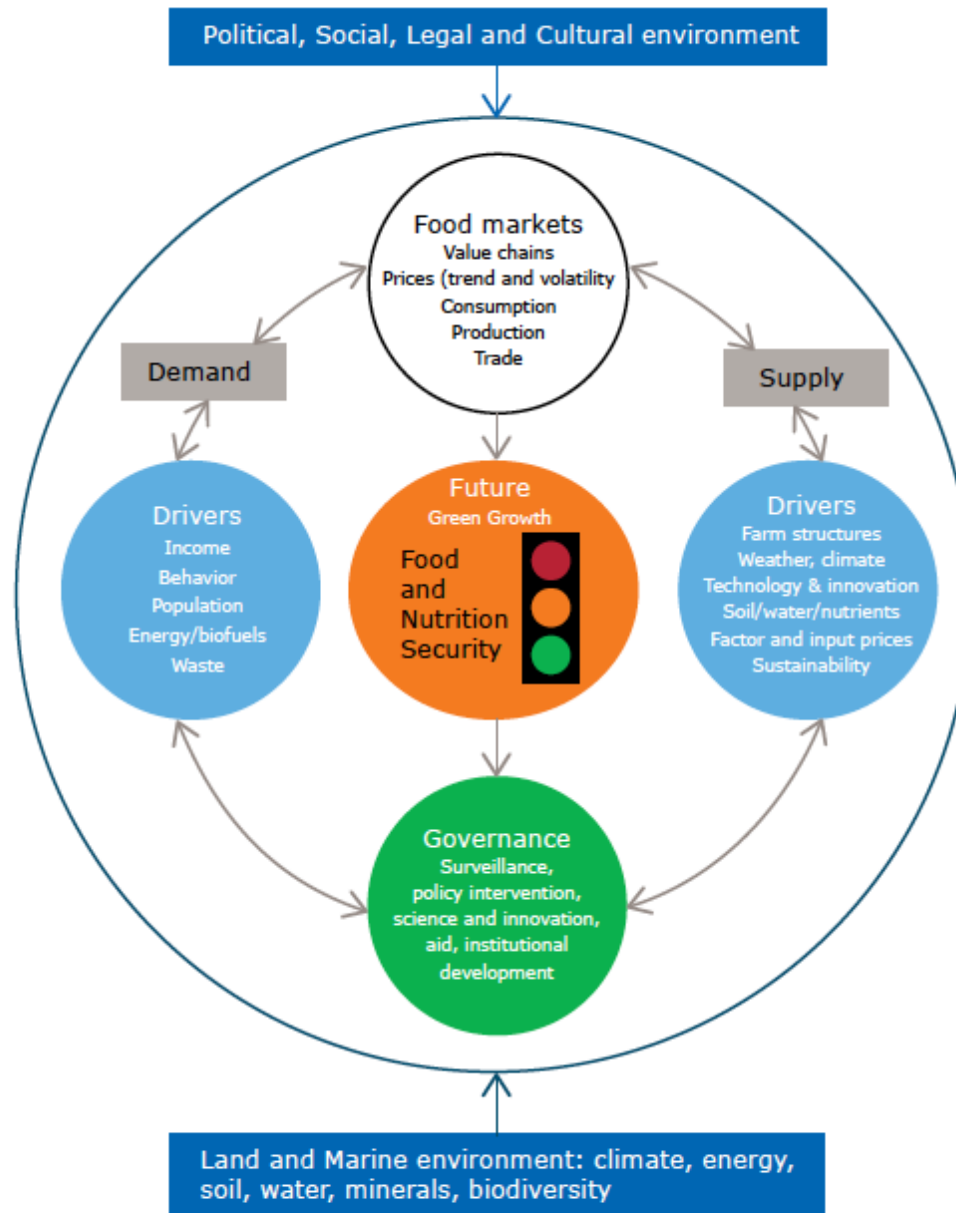 Political, Social, Legal and Cultural environment
Food markets
Value chains
Prices (trend and volatility
Consumption
Production
Trade
Demand
Supply
Drivers
Income
Behavior
Population
Energy/biofuels
Waste
Future
Green Growth
Food
and
Nutrition
Security
Drivers
Farm structures
Weather, climate
Technology & innovation
Soil/water/nutrients
Factor and input prices
Sustainability
Governance
Surveillance,
policy intervention,
science and innovation,
aid, institutional
development
Land and Marine environment: climate, energy,
soil, water, minerals, biodiversity